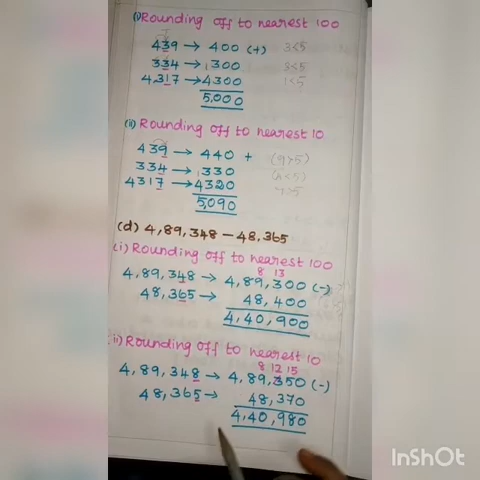 (i) Rounding off to nearest 100
439 → 400 (+) 3<5
334 → 300 3<5
4,317 → 4300 1<5
5,000
(ii) Rounding off to nearest 10
439 → 440 + (9>5)
334 → 330 (4<5)
4317 → 4320 7>5
5,090
(d) 4,89,348 – 48,365
(i) Rounding off to nearest 100
8 13
4,89,348 → 4,89,300 (-)
48,365 → 48,400
4,40,900
ii) Rounding off to nearest 10
8 12 15
4,89,348 → 4,89,350 (-)
48,365 → 48,370
4,40,980
InShOt